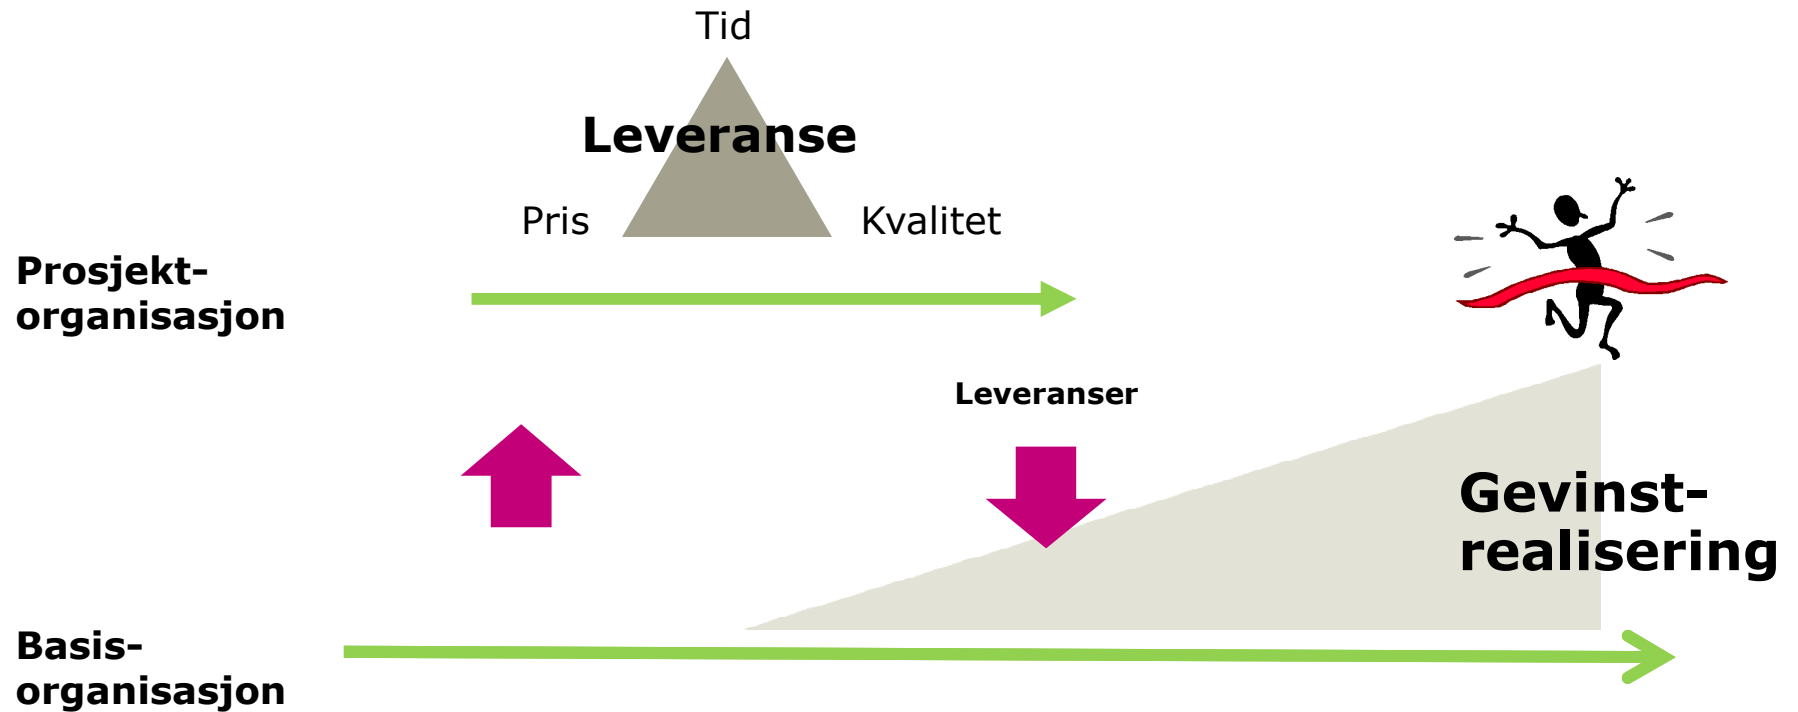 Tid
Leveranse
Pris
Kvalitet
Prosjekt-
organisasjon
Leveranser
Gevinst-
realisering
Basis-
organisasjon